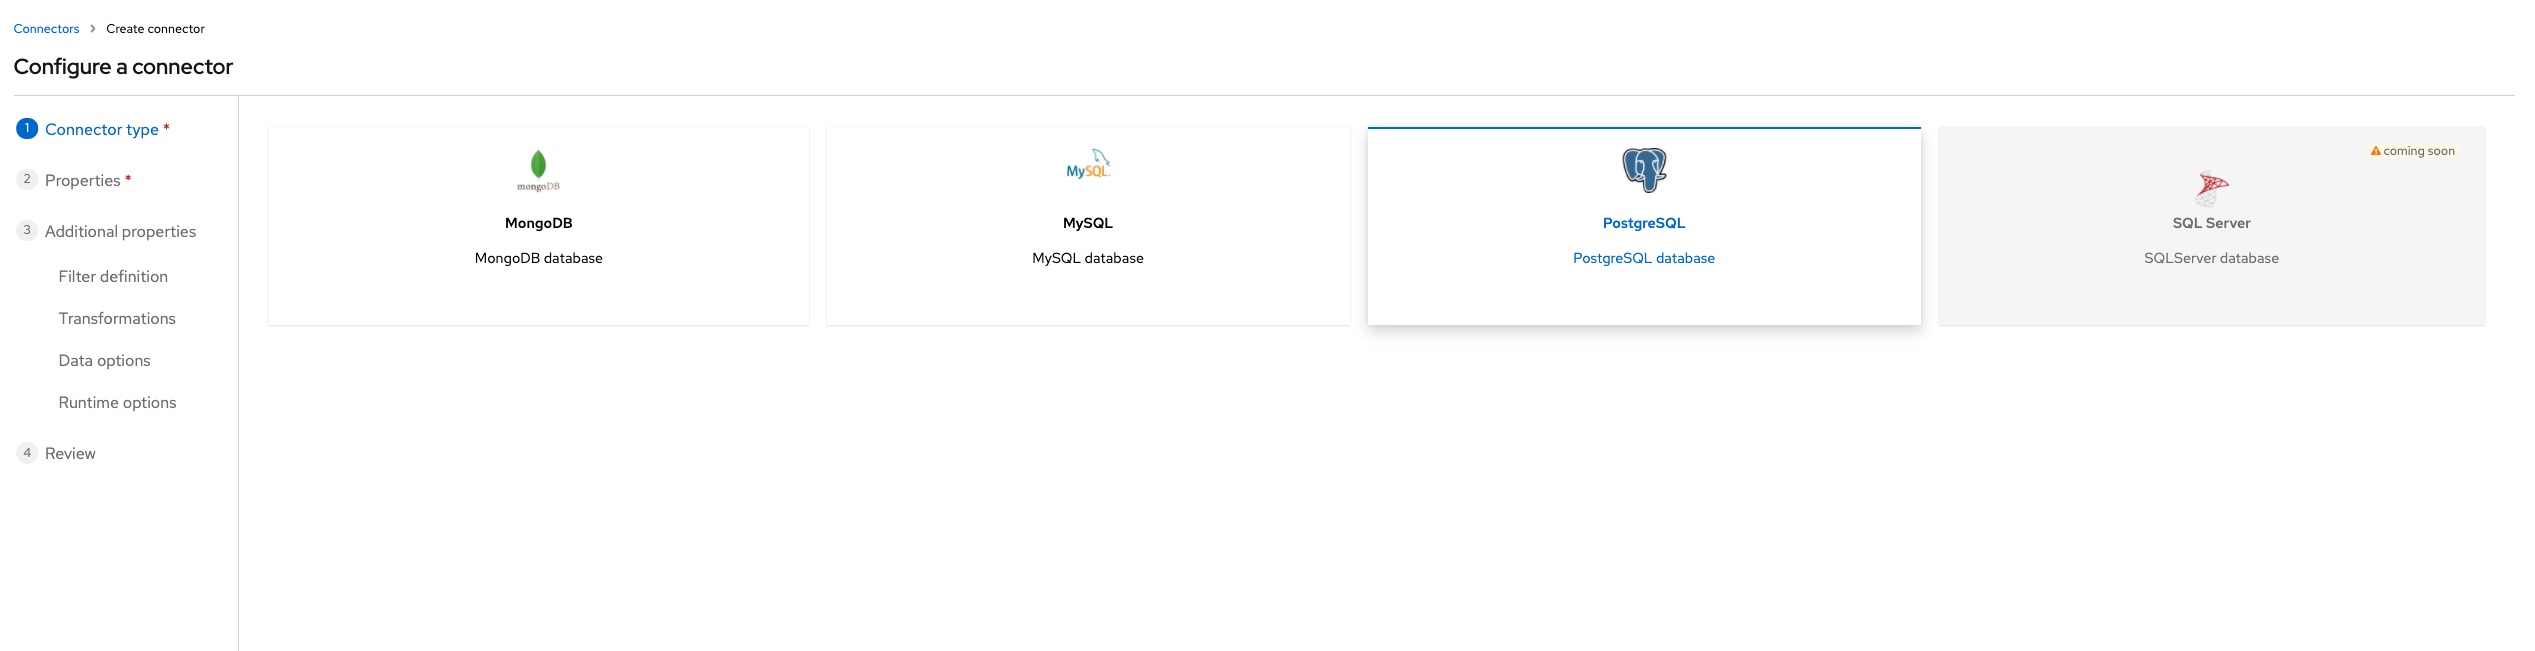 Connectors > Create connector
Configure a connector
1 Connector type *
2 Properties *
3 Additional properties
Filter definition
Transformations
Data options
Runtime options
4 Review
mongoDB
MongoDB
MongoDB database
MySQL
MySQL
MySQL database
PostgreSQL
PostgreSQL database
coming soon
SQL Server
SQLServer database